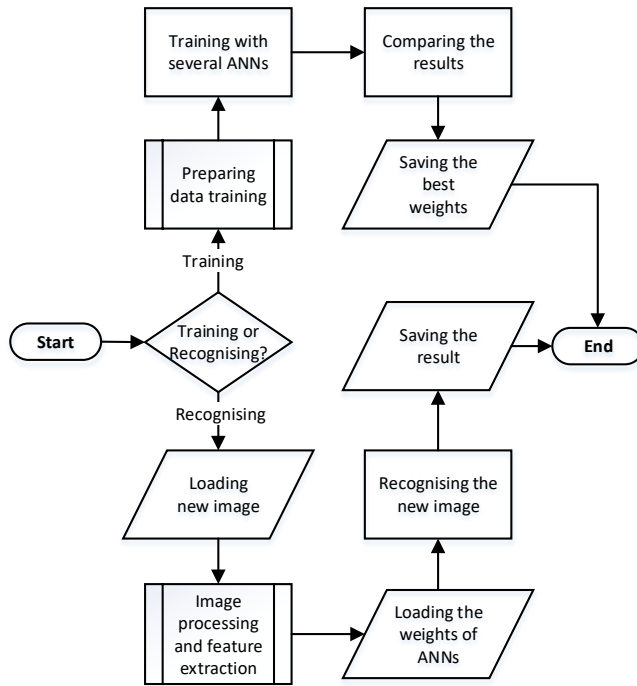 Training with
several ANNs
Comparing the
results
Preparing
data training
Saving the
best
weights
Training
Start
Training or
Recognising?
Saving the
result
End
Recognising
Loading
new image
Recognising the
new image
Image
processing
and feature
extraction
Loading the
weights of
ANNs